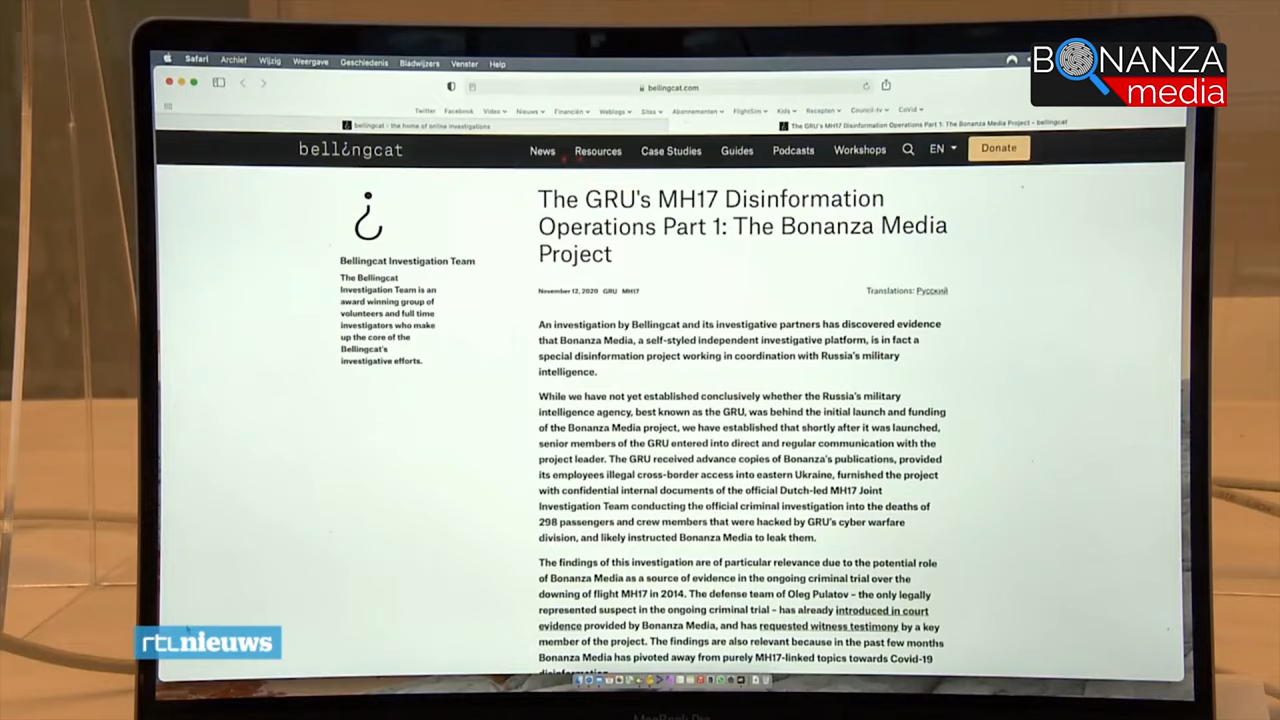 BONANZA
media
Safari Archief Wijzig Weergave Geschiedenis Bladwijzers Venster Help
bellingcat.com
Twitter Facebook Video Nieuws Financiën Weblogs Sites Abonnementen FlightSim Kids Recepten Council-tv CoVid
bellingcat - the home of online investigations
The GRU's MH17 Disinformation Operations Part 1: The Bonanza Media Project - bellingcat
bell¿ngcat
News Resources Case Studies Guides Podcasts Workshops EN Donate
¿
Bellingcat Investigation Team
The Bellingcat
Investigation Team is an
award winning group of
volunteers and full time
investigators who make
up the core of the
Bellingcat's
investigative efforts.
The GRU's MH17 Disinformation
Operations Part 1: The Bonanza Media
Project
November 12, 2020 GRU MH17
Translations: Русский
An investigation by Bellingcat and its investigative partners has discovered evidence
that Bonanza Media, a self-styled independent investigative platform, is in fact a
special disinformation project working in coordination with Russia's military
intelligence.
While we have not yet established conclusively whether the Russia's military
intelligence agency, best known as the GRU, was behind the initial launch and funding
of the Bonanza Media project, we have established that shortly after it was launched,
senior members of the GRU entered into direct and regular communication with the
project leader. The GRU received advance copies of Bonanza's publications, provided
its employees illegal cross-border access into eastern Ukraine, furnished the project
with confidential internal documents of the official Dutch-led MH17 Joint
Investigation Team conducting the official criminal investigation into the deaths of
298 passengers and crew members that were hacked by GRU's cyber warfare
division, and likely instructed Bonanza Media to leak them.
The findings of this investigation are of particular relevance due to the potential role
of Bonanza Media as a source of evidence in the ongoing criminal trial over the
downing of flight MH17 in 2014. The defense team of Oleg Pulatov – the only legally
represented suspect in the ongoing criminal trial – has already introduced in court
evidence provided by Bonanza Media, and has requested witness testimony by a key
member of the project. The findings are also relevant because in the past few months
Bonanza Media has pivoted away from purely MH17-linked topics towards Covid-19
disinformation
rtl nieuws
MacBook Pro